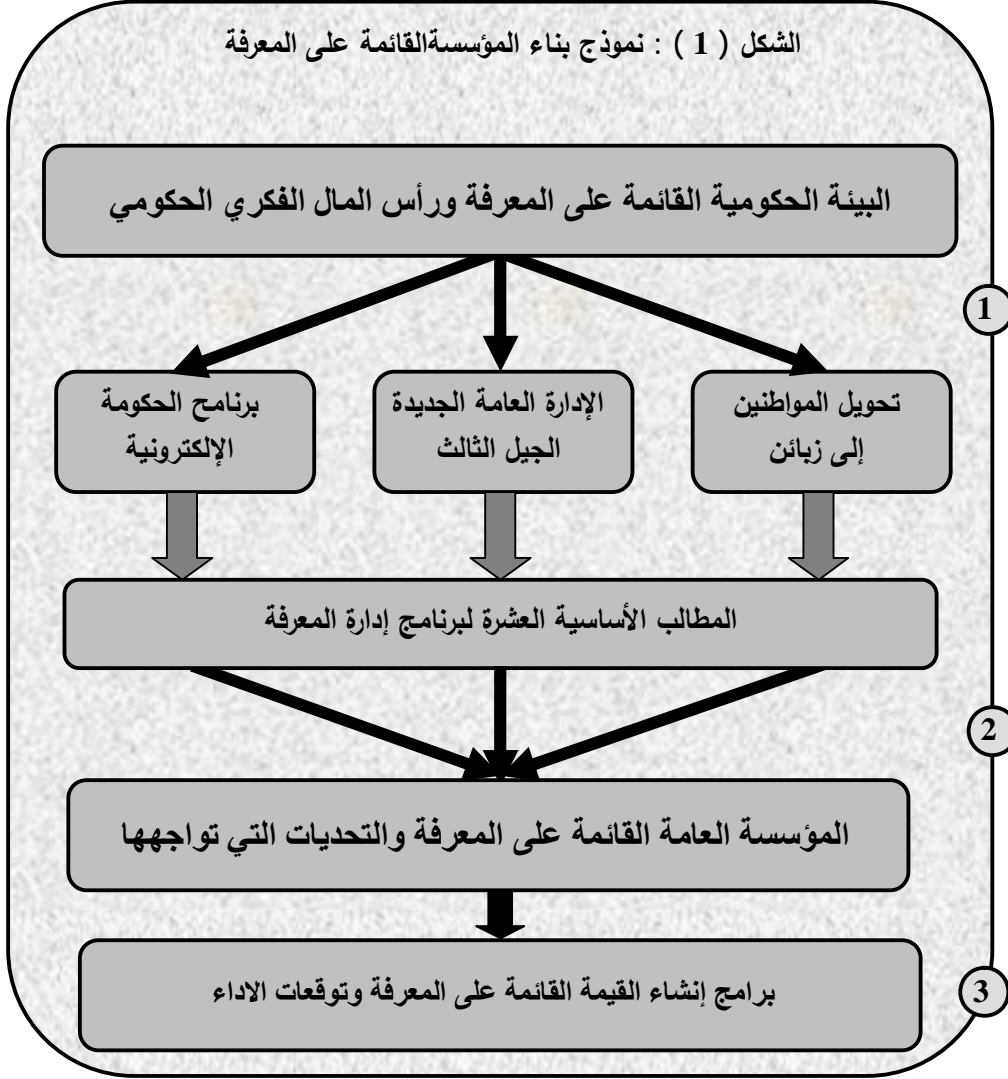 الشكل ( 1 ) : نموذج بناء المؤسسةالقائمة على المعرفة
البيئة الحكومية القائمة على المعرفة ورأس المال الفكري الحكومي
1
تحويل المواطنين
إلى زبائن
الإدارة العامة الجديدة
الجيل الثالث
برنامح الحكومة
الإلكترونية
المطالب الأساسية العشرة لبرنامج إدارة المعرفة
2
المؤسسة العامة القائمة على المعرفة والتحديات التي تواجهها
برامج إنشاء القيمة القائمة على المعرفة وتوقعات الاداء
3